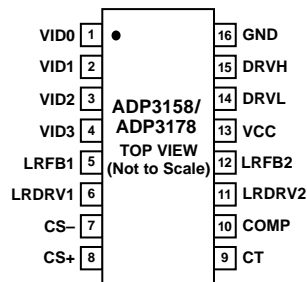 VID0 1
VID1 2
VID2 3
VID3 4
LRFB1 5
LRDRV1 6
CS– 7
CS+ 8
ADP3158/
ADP3178
TOP VIEW
(Not to Scale)
16 GND
15 DRVH
14 DRVL
13 VCC
12 LRFB2
11 LRDRV2
10 COMP
9 CT